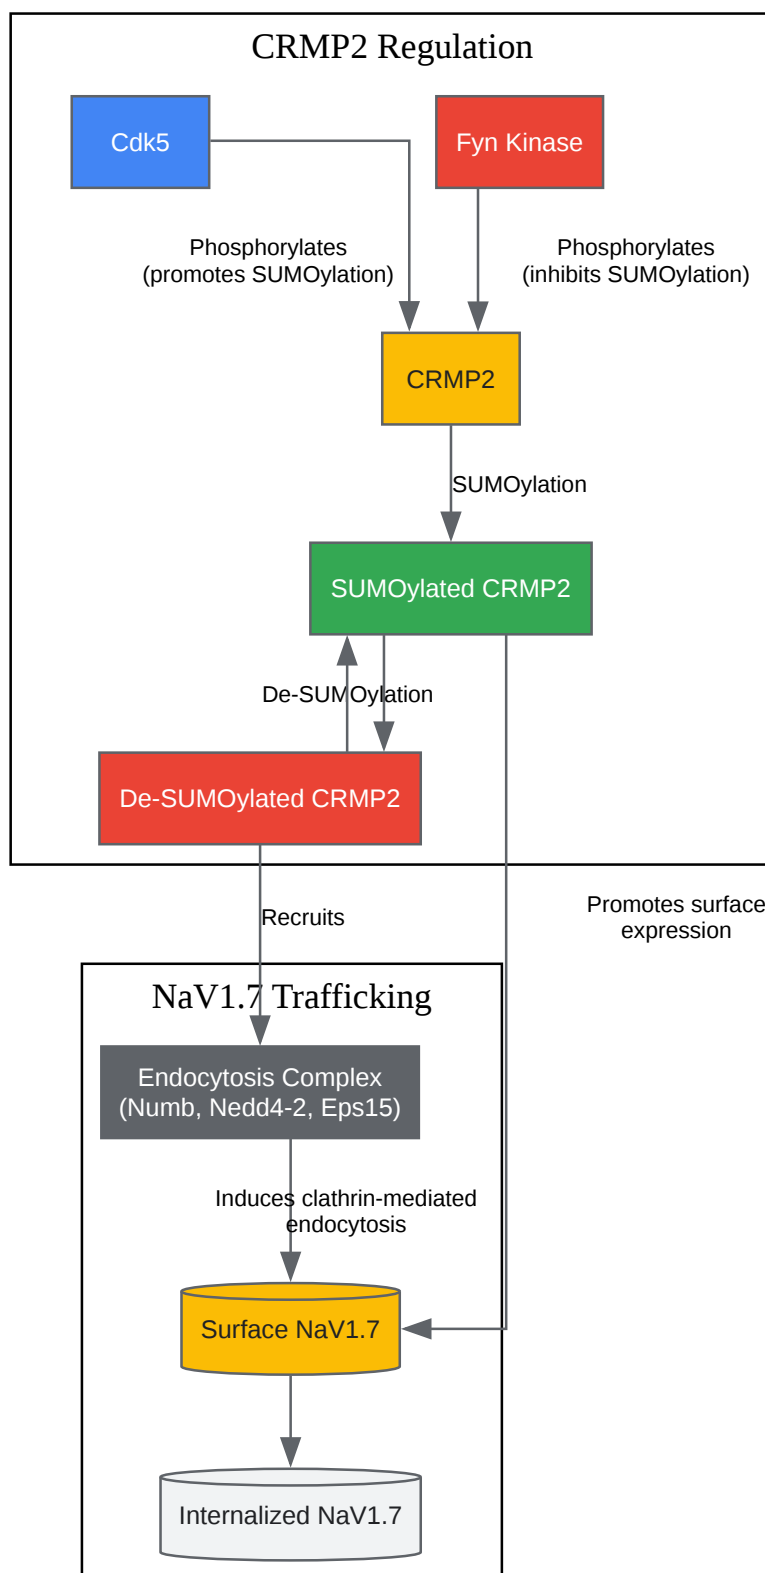 CRMP2 Regulation
Cdk5
Fyn Kinase
Phosphorylates
(promotes SUMOylation)
Phosphorylates
(inhibits SUMOylation)
CRMP2
SUMOylation
SUMOylated CRMP2
De-SUMOylation
De-SUMOylated CRMP2
Recruits
Promotes surface
expression
NaV1.7 Trafficking
Endocytosis Complex
(Numb, Nedd4-2, Eps15)
Induces clathrin-mediated
endocytosis
Surface NaV1.7
Internalized NaV1.7